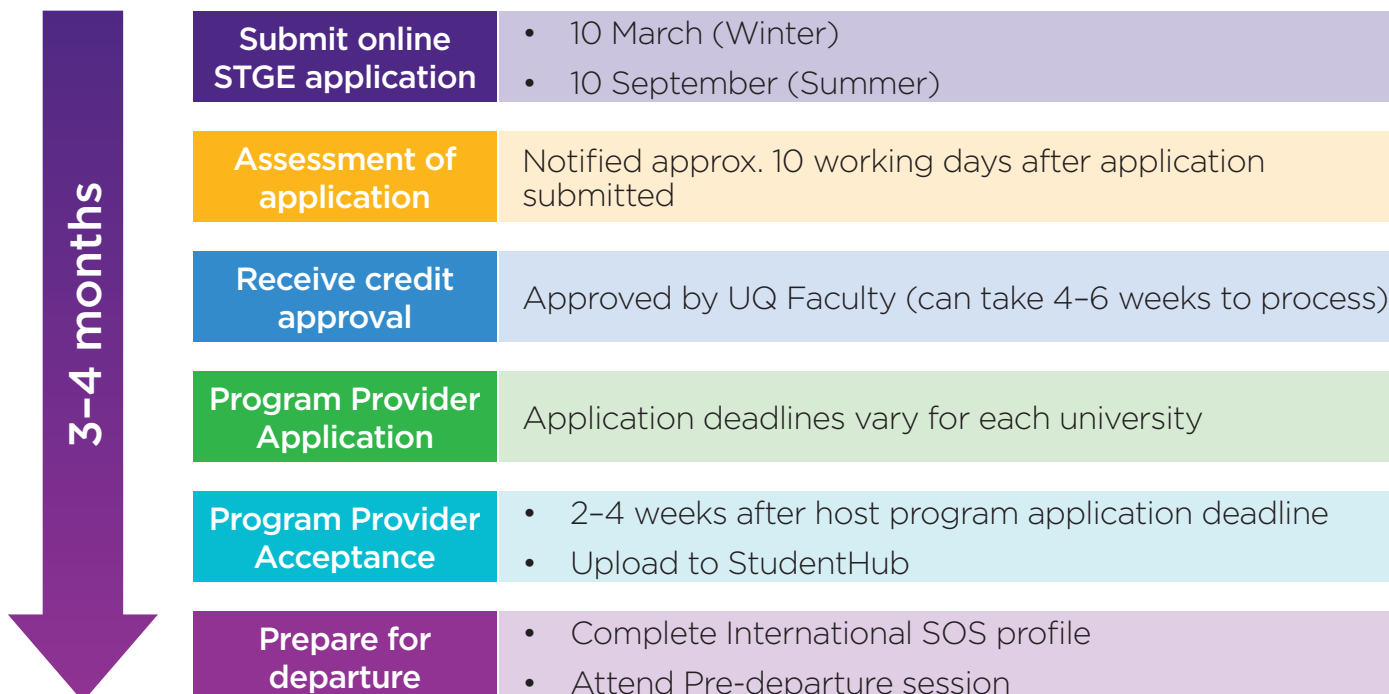 3–4 months
Submit online
STGE application
• 10 March (Winter)
• 10 September (Summer)
Assessment of
application
Notified approx. 10 working days after application
submitted
Receive credit
approval
Approved by UQ Faculty (can take 4–6 weeks to process)
Program Provider
Application
Application deadlines vary for each university
Program Provider
Acceptance
• 2–4 weeks after host program application deadline
• Upload to StudentHub
Prepare for
departure
• Complete International SOS profile
• Attend Pre-departure session